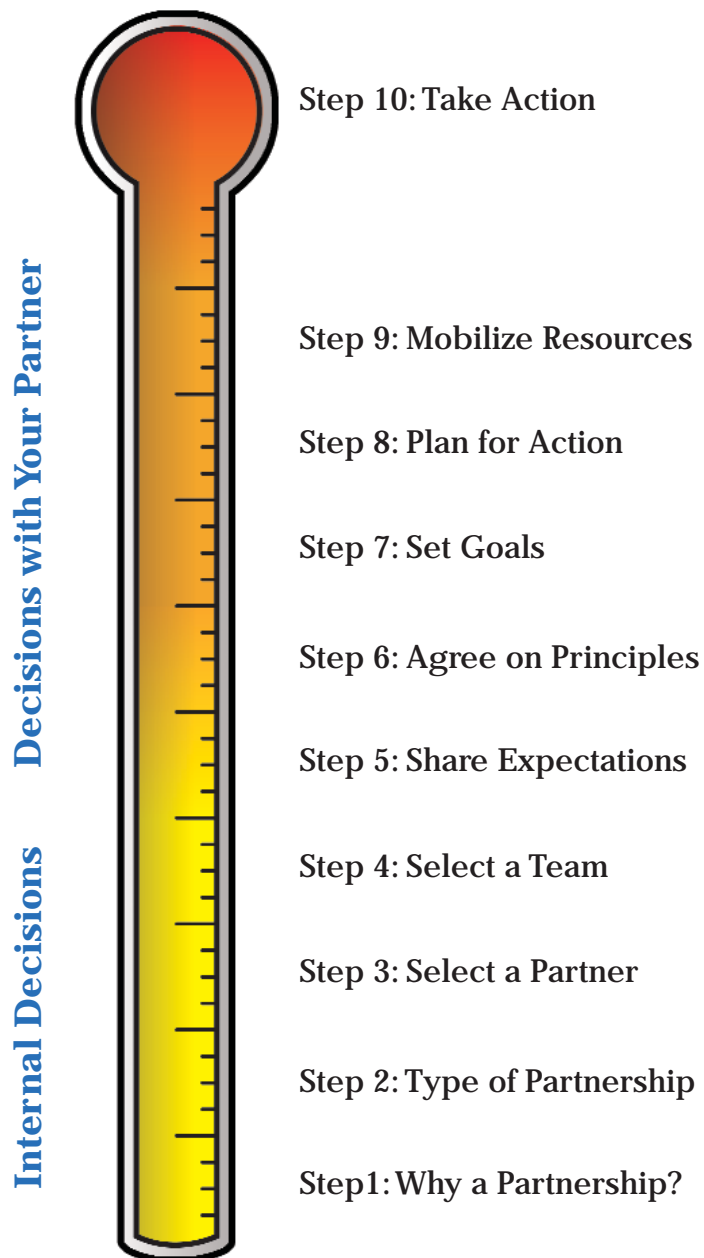 Step 10: Take Action
Step 9: Mobilize Resources
Step 8: Plan for Action
Step 7: Set Goals
Step 6: Agree on Principles
Step 5: Share Expectations
Step 4: Select a Team
Step 3: Select a Partner
Step 2: Type of Partnership
Step1: Why a Partnership?
Decisions with Your Partner
Internal Decisions